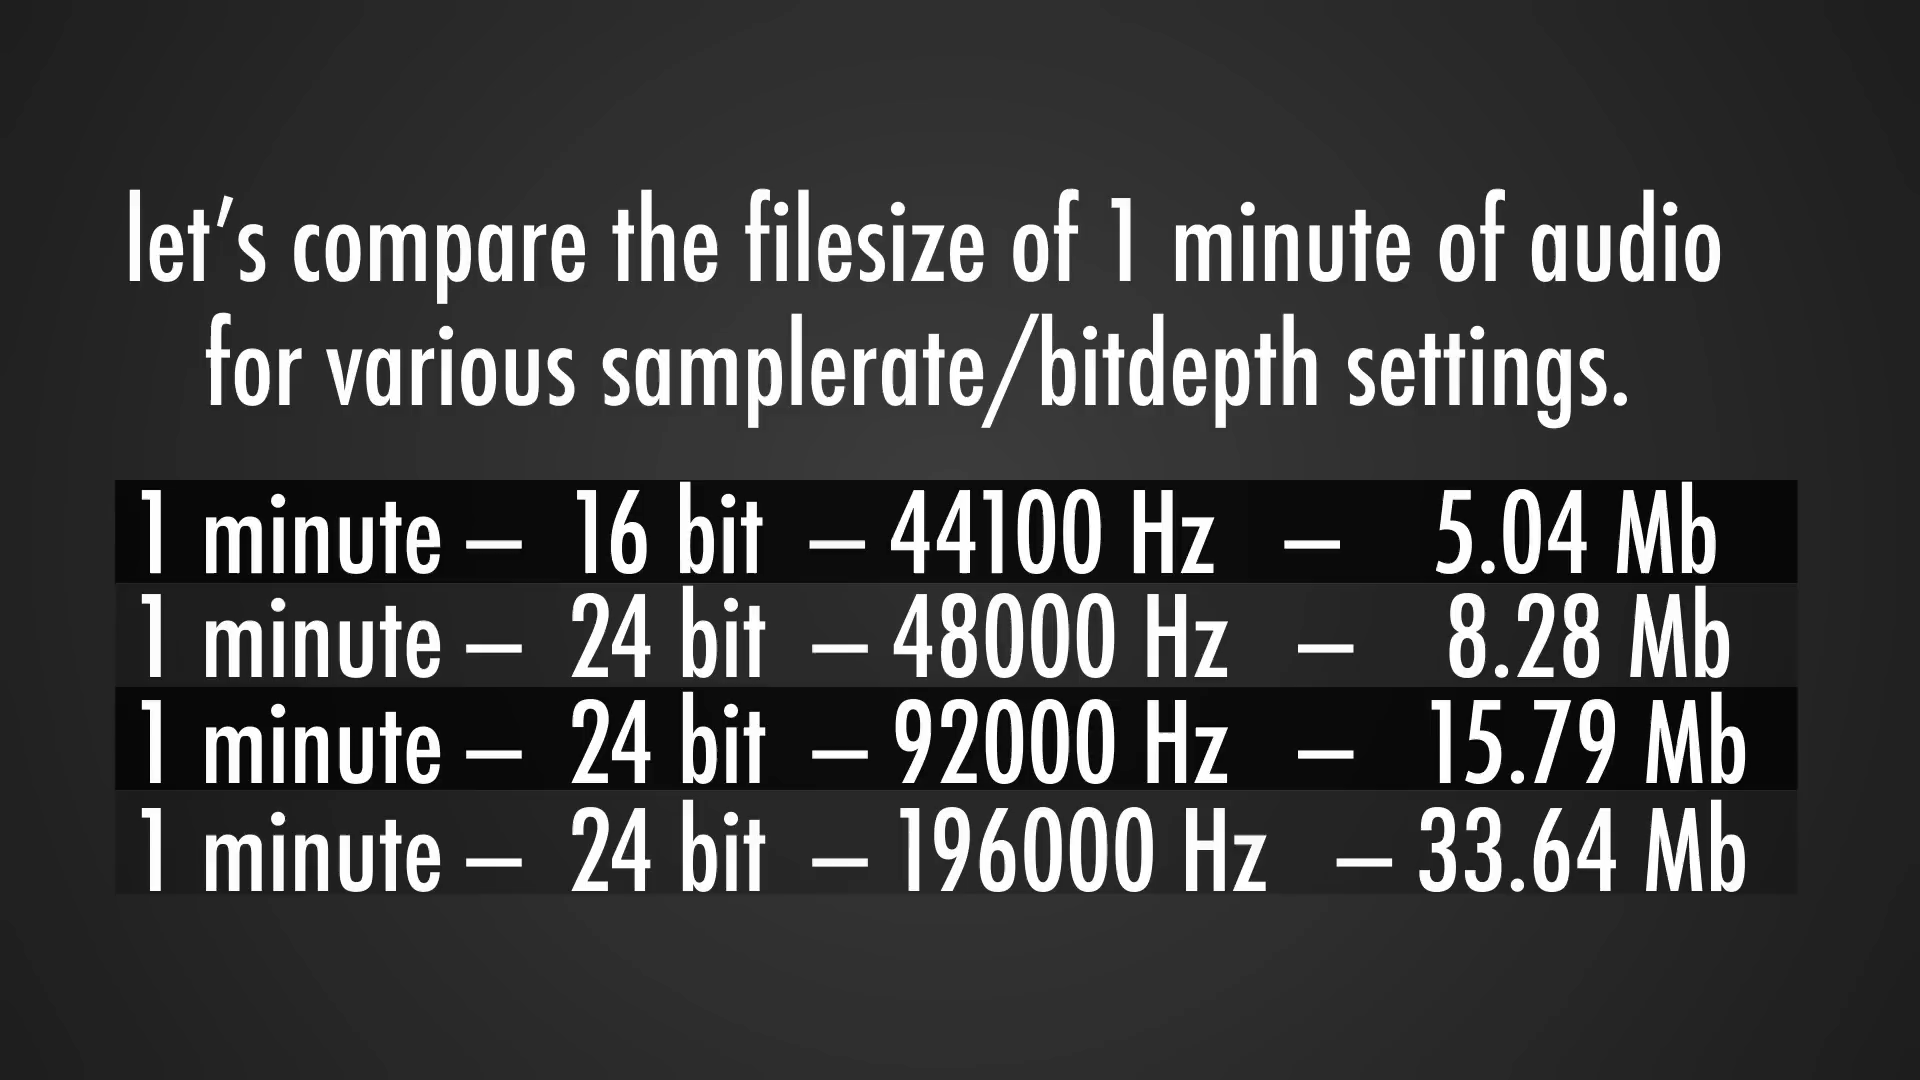 let's compare the filesize of 1 minute of audio
for various samplerate/bitdepth settings.
1 minute – 16 bit – 44100 Hz – 5.04 Mb
1 minute – 24 bit – 48000 Hz – 8.28 Mb
1 minute – 24 bit – 92000 Hz – 15.79 Mb
1 minute – 24 bit – 196000 Hz – 33.64 Mb